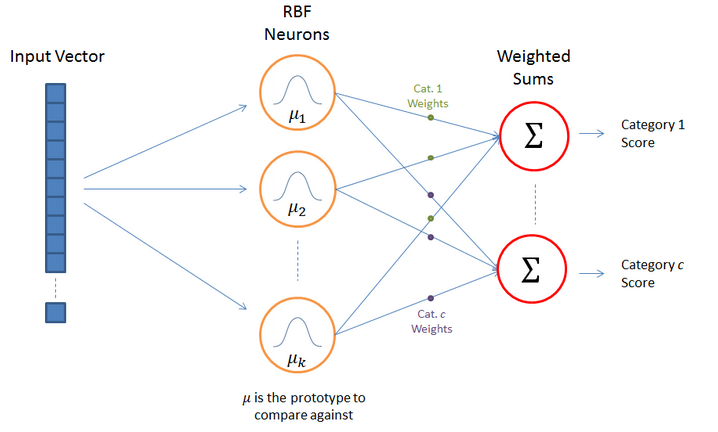 RBF
Neurons
Input Vector
Weighted
Sums
Cat. 1
Weights
μ1
Σ
Category 1
Score
μ2
Σ
Category c
Score
Cat. c
Weights
μk
μ is the prototype to
compare against